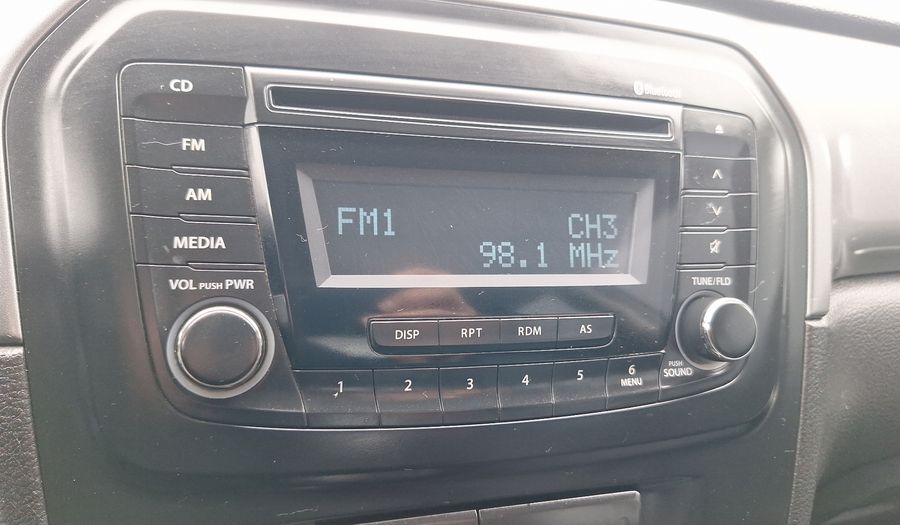 CD
Bluetooth
FM
AM
MEDIA
VOL PUSH PWR
FM1
CH3
98.1 MHz
TUNE/FLD
DISP
RPT
RDM
AS
1
2
3
4
5
6
MENU
PUSH
SOUND